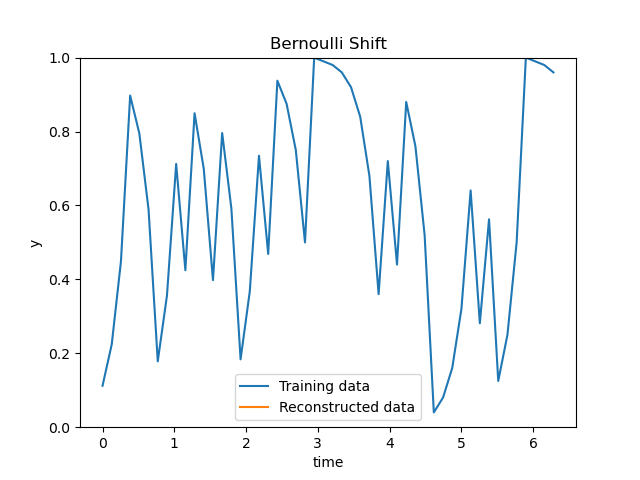 Bernoulli Shift
1.0
0.8
0.6
0.4
0.2
0.0
y
Training data
Reconstructed data
0 1 2 3 4 5 6
time